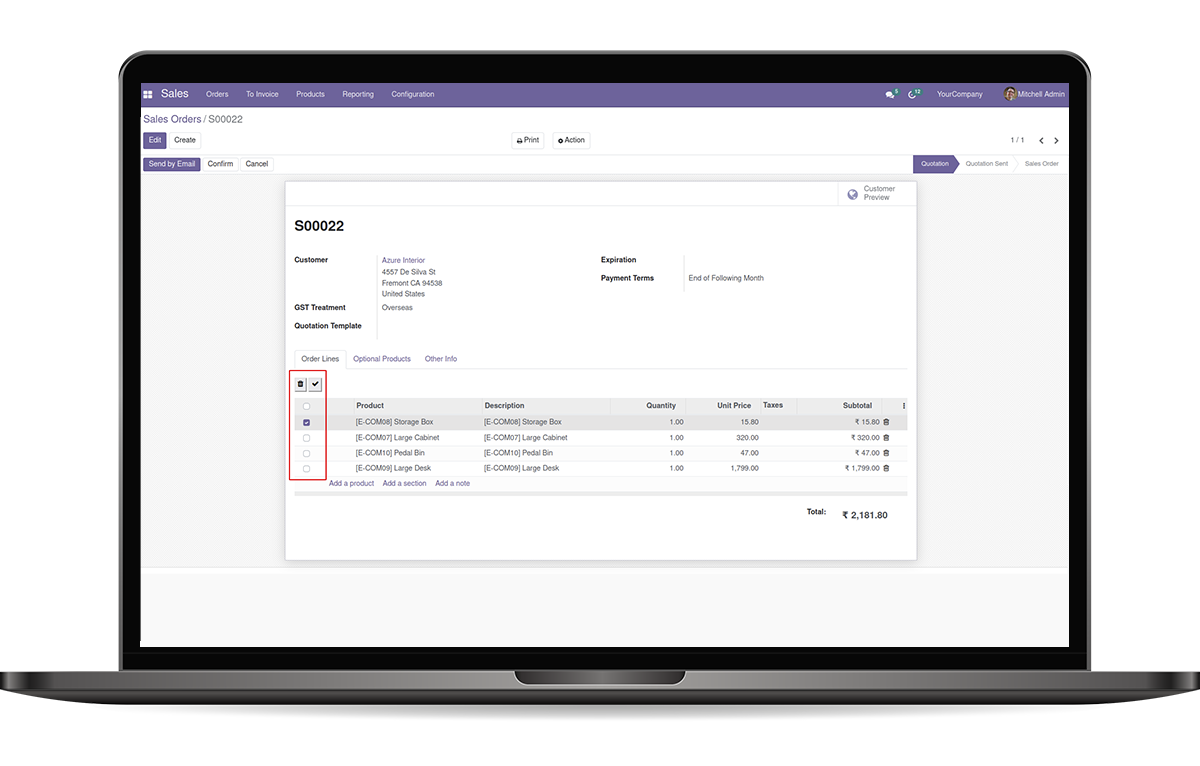 Sales Orders To Invoice Products Reporting Configuration 5 12 YourCompany Mitchell Admin
Sales Orders / S00022
Edit Create Print Action 1 / 1
Send by Email Confirm Cancel Quotation Quotation Sent Sales Order
Customer
Preview
S00022
Customer Azure Interior Expiration
4557 De Silva St
Fremont CA 94538 Payment Terms End of Following Month
United States
GST Treatment Overseas
Quotation Template
Order Lines Optional Products Other Info
Product Description Quantity Unit Price Taxes Subtotal
[E-COM08] Storage Box [E-COM08] Storage Box 1.00 15.80 ₹ 15.80
[E-COM07] Large Cabinet [E-COM07] Large Cabinet 1.00 320.00 ₹ 320.00
[E-COM10] Pedal Bin [E-COM10] Pedal Bin 1.00 47.00 ₹ 47.00
[E-COM09] Large Desk [E-COM09] Large Desk 1.00 1,799.00 ₹ 1,799.00
Add a product Add a section Add a note
Total: ₹ 2,181.80